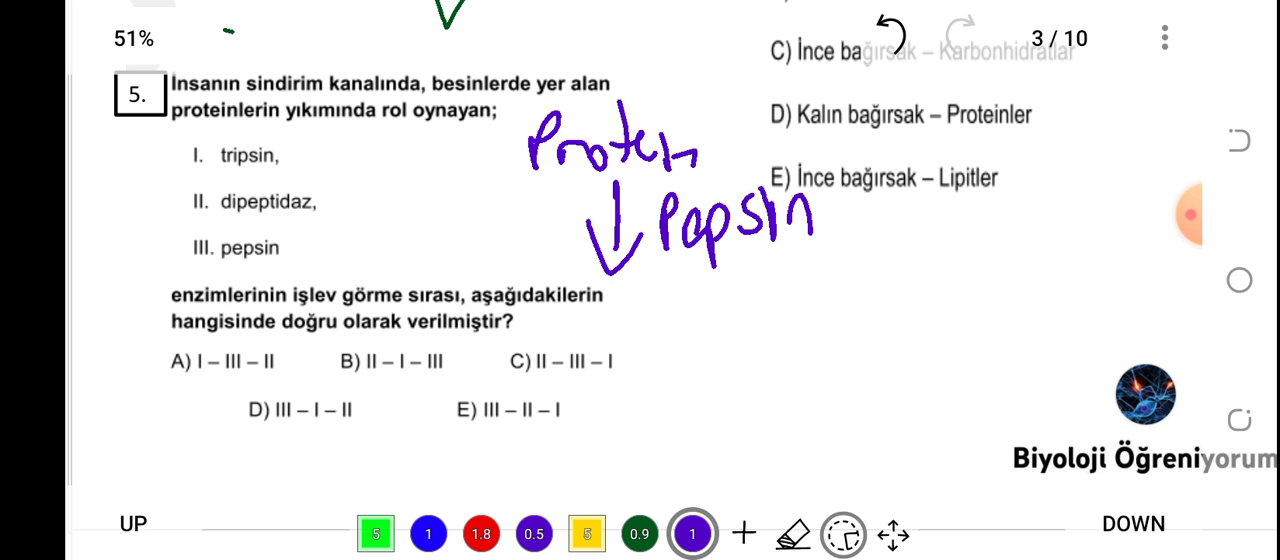 51%
3 / 10
5.
İnsanın sindirim kanalında, besinlerde yer alan
proteinlerin yıkımında rol oynayan;
I. tripsin,
II. dipeptidaz,
III. pepsin
enzimlerinin işlev görme sırası, aşağıdakilerin
hangisinde doğru olarak verilmiştir?
A) I – III – II
B) II – I – III
C) II – III – I
D) III – I – II
E) III – II – I
Protein
Pepsin
C) İnce bağırsak – Karbonhidratlar
D) Kalın bağırsak – Proteinler
E) İnce bağırsak – Lipitler
Biyoloji Öğreniyorum
UP
5
1
1.8
0.5
5
0.9
1
DOWN